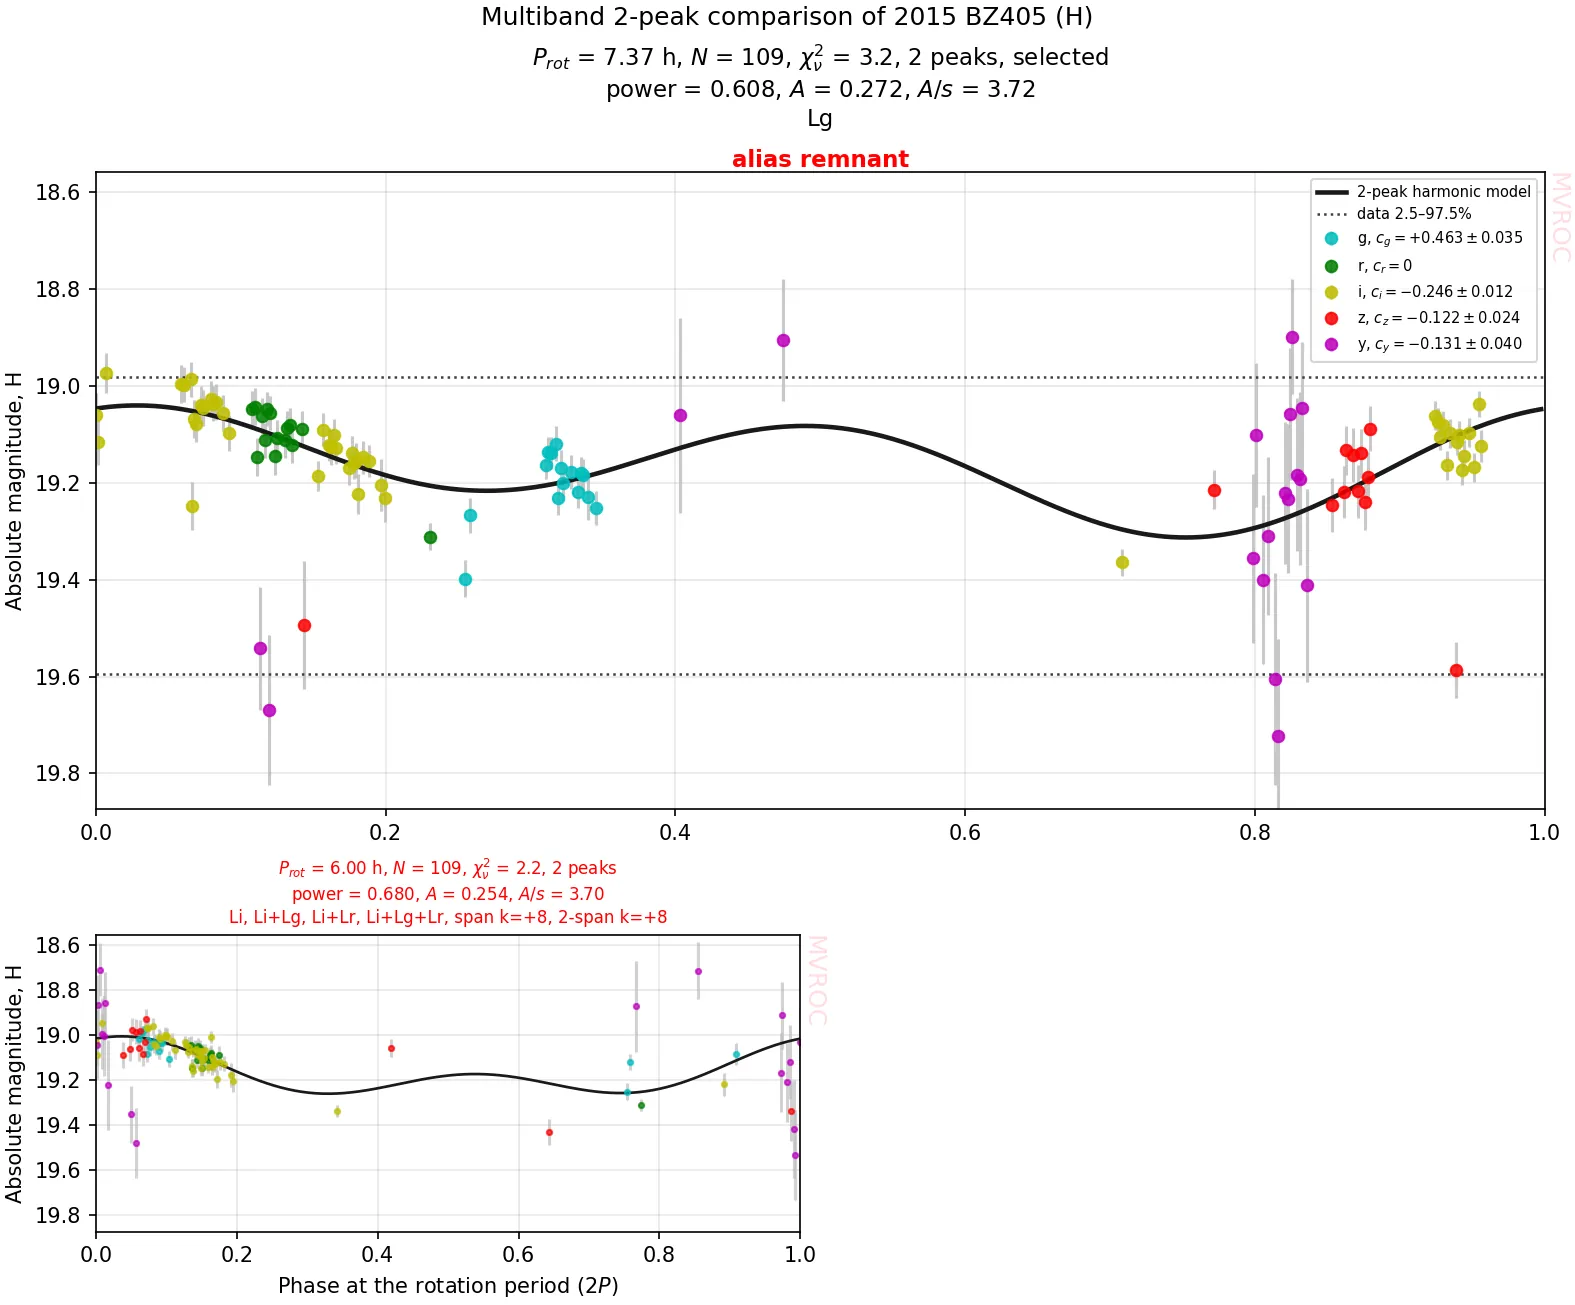 Multiband 2-peak comparison of 2015 BZ405 (H)
P_rot = 7.37 h, N = 109, χ²_ν = 3.2, 2 peaks, selected
power = 0.608, A = 0.272, A/s = 3.72
Lg
alias remnant
MVROC
2-peak harmonic model
data 2.5–97.5%
g, c_g = +0.463 ± 0.035
r, c_r = 0
i, c_i = −0.246 ± 0.012
z, c_z = −0.122 ± 0.024
y, c_y = −0.131 ± 0.040
Absolute magnitude, H
18.6
18.8
19.0
19.2
19.4
19.6
19.8
0.0 0.2 0.4 0.6 0.8 1.0
P_rot = 6.00 h, N = 109, χ²_ν = 2.2, 2 peaks
power = 0.680, A = 0.254, A/s = 3.70
Li, Li+Lg, Li+Lr, Li+Lg+Lr, span k=+8, 2-span k=+8
MVROC
Absolute magnitude, H
18.6
18.8
19.0
19.2
19.4
19.6
19.8
0.0 0.2 0.4 0.6 0.8 1.0
Phase at the rotation period (2P)